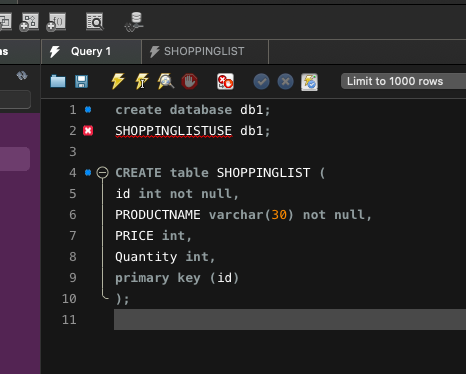 as
Query 1
SHOPPINGLIST
Limit to 1000 rows
1 create database db1;
2 SHOPPINGLISTUSE db1;
3
4 CREATE table SHOPPINGLIST (
5 id int not null,
6 PRODUCTNAME varchar(30) not null,
7 PRICE int,
8 Quantity int,
9 primary key (id)
10 );
11